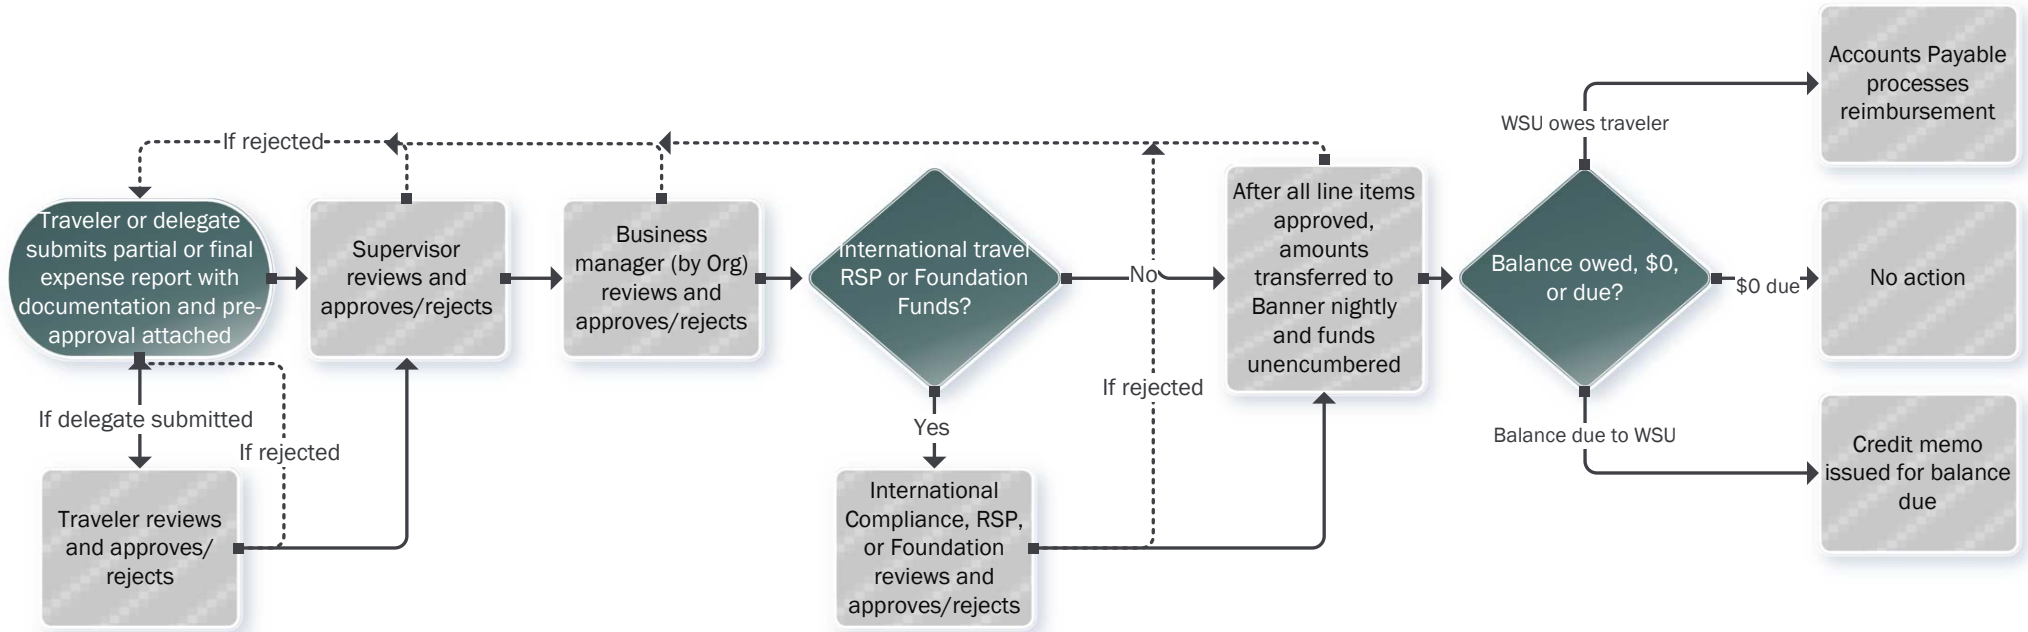 Traveler or delegate
submits partial or final
expense report with
documentation and pre-
approval attached
If rejected
If delegate submitted
If rejected
Traveler reviews
and approves/
rejects
Supervisor
reviews and
approves/rejects
Business
manager (by Org)
reviews and
approves/rejects
International travel
RSP or Foundation
Funds?
No
Yes
International
Compliance, RSP,
or Foundation
reviews and
approves/rejects
If rejected
After all line items
approved,
amounts
transferred to
Banner nightly
and funds
unencumbered
Balance owed, $0,
or due?
WSU owes traveler
Accounts Payable
processes
reimbursement
$0 due
No action
Balance due to WSU
Credit memo
issued for balance
due